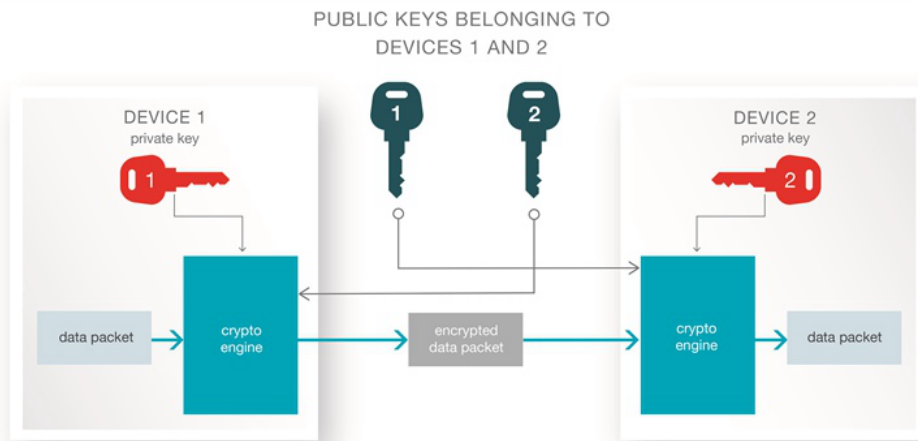 PUBLIC KEYS BELONGING TO
DEVICES 1 AND 2
DEVICE 1
private key
1
1
2
DEVICE 2
private key
2
data packet
crypto
engine
encrypted
data packet
crypto
engine
data packet